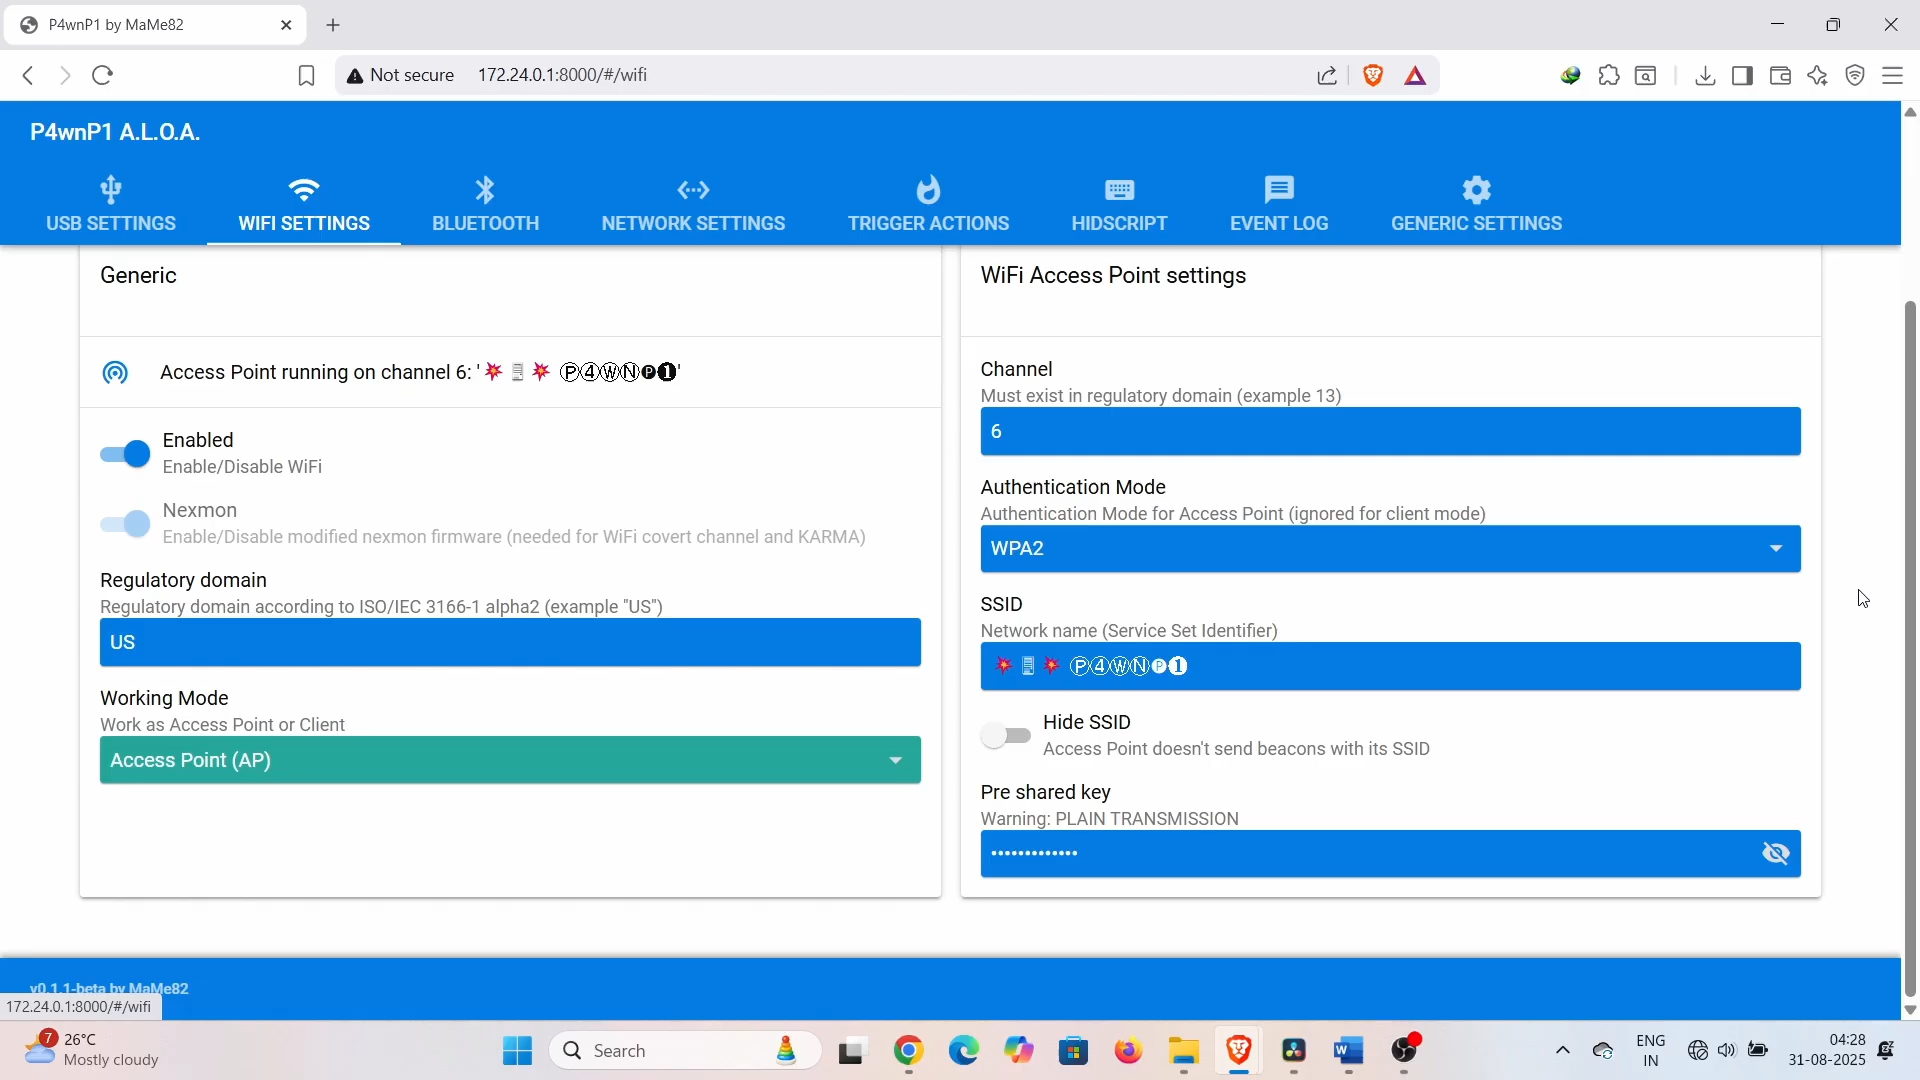 P4wnP1 by MaMe82
Not secure 172.24.0.1:8000/#/wifi
P4wnP1 A.L.O.A.
USB SETTINGS WIFI SETTINGS BLUETOOTH NETWORK SETTINGS TRIGGER ACTIONS HIDSCRIPT EVENT LOG GENERIC SETTINGS
Generic
Access Point running on channel 6: '💥🖥💥 Ⓟ④ⓌⓃ🅟❶'
Enabled
Enable/Disable WiFi
Nexmon
Enable/Disable modified nexmon firmware (needed for WiFi covert channel and KARMA)
Regulatory domain
Regulatory domain according to ISO/IEC 3166-1 alpha2 (example "US")
US
Working Mode
Work as Access Point or Client
Access Point (AP)
WiFi Access Point settings
Channel
Must exist in regulatory domain (example 13)
6
Authentication Mode
Authentication Mode for Access Point (ignored for client mode)
WPA2
SSID
Network name (Service Set Identifier)
💥🖥💥 Ⓟ④ⓌⓃ🅟❶
Hide SSID
Access Point doesn't send beacons with its SSID
Pre shared key
Warning: PLAIN TRANSMISSION
•••••••••••••
v0.1.1-beta by MaMe82
172.24.0.1:8000/#/wifi
7
26°C
Mostly cloudy
Search
ENG
IN
04:28
31-08-2025